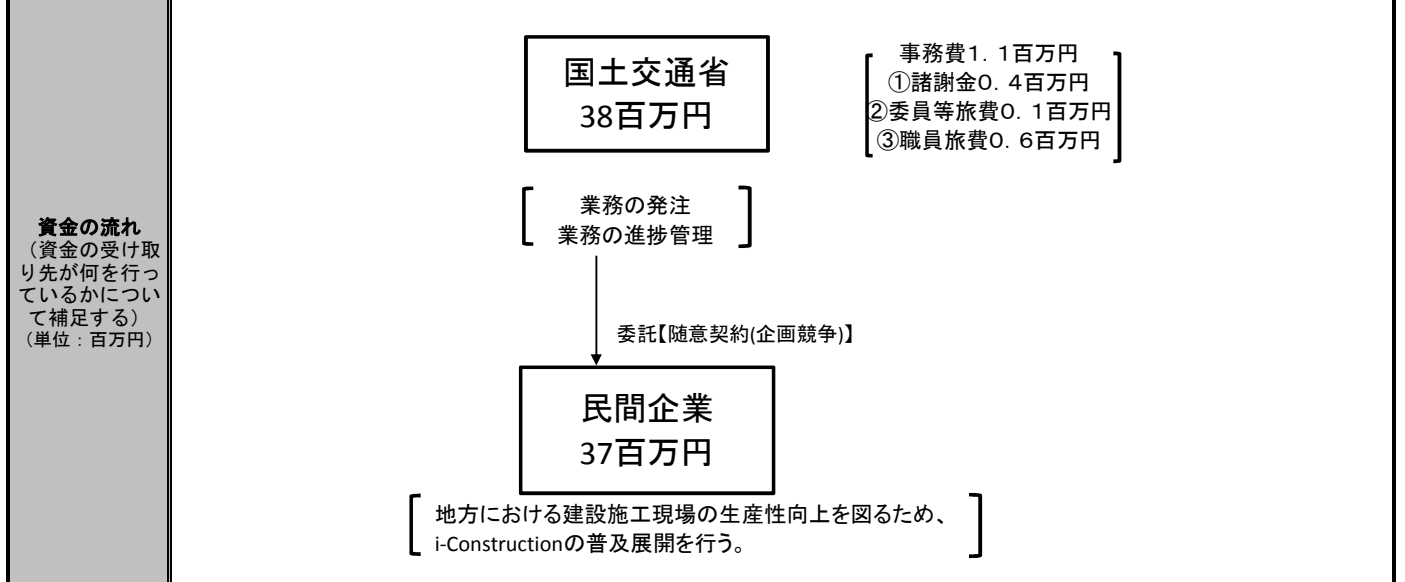 資金の流れ
（資金の受け取
り先が何を行っ
ているかについ
て補足する）
（単位：百万円）
国土交通省
38百万円
事務費１．１百万円
①諸謝金０．４百万円
②委員等旅費０．１百万円
③職員旅費０．６百万円
業務の発注
業務の進捗管理
委託【随意契約(企画競争)】
民間企業
37百万円
地方における建設施工現場の生産性向上を図るため、
i-Constructionの普及展開を行う。